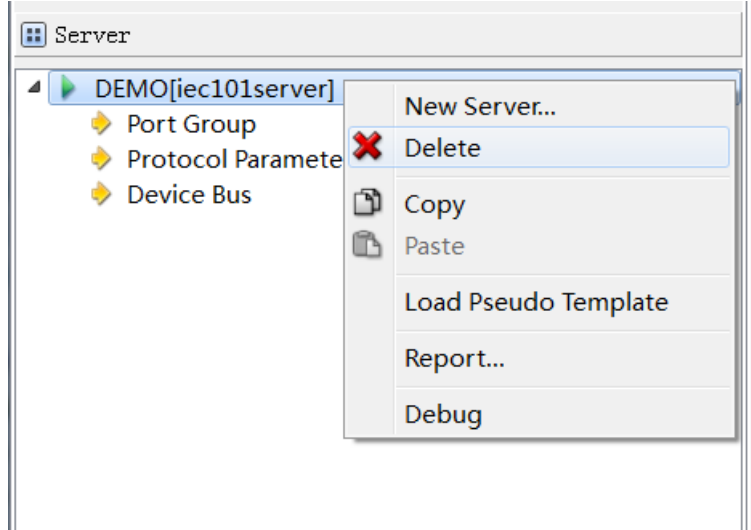 Server
DEMO[iec101server]
Port Group
Protocol Paramete
Device Bus
New Server...
Delete
Copy
Paste
Load Pseudo Template
Report...
Debug